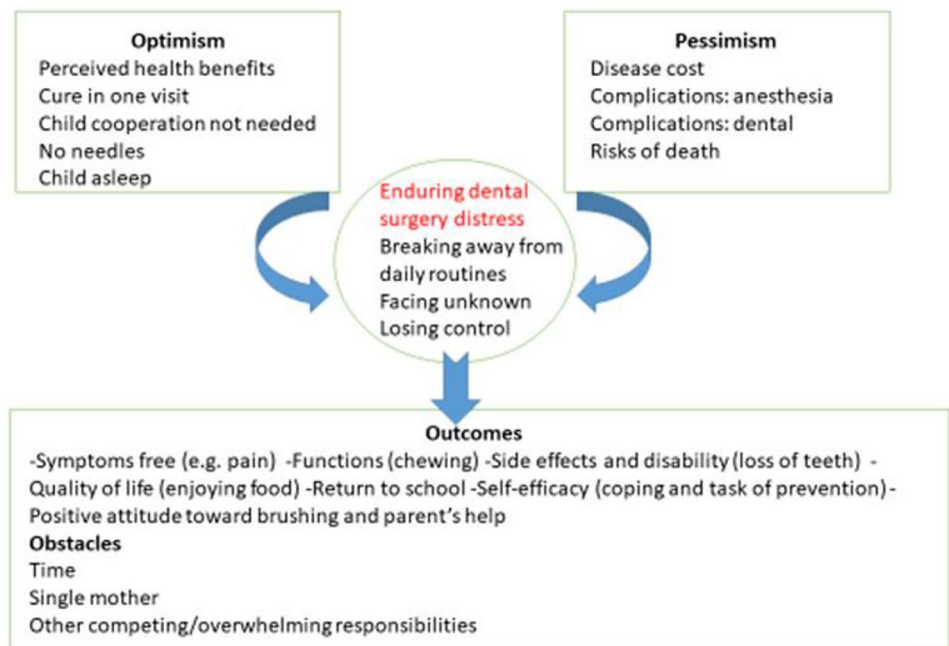 Optimism
Perceived health benefits
Cure in one visit
Child cooperation not needed
No needles
Child asleep
Pessimism
Disease cost
Complications: anesthesia
Complications: dental
Risks of death
Enduring dental
surgery distress
Breaking away from
daily routines
Facing unknown
Losing control
Outcomes
-Symptoms free (e.g. pain) -Functions (chewing) -Side effects and disability (loss of teeth) -
Quality of life (enjoying food) -Return to school -Self-efficacy (coping and task of prevention) -
Positive attitude toward brushing and parent's help
Obstacles
Time
Single mother
Other competing/overwhelming responsibilities